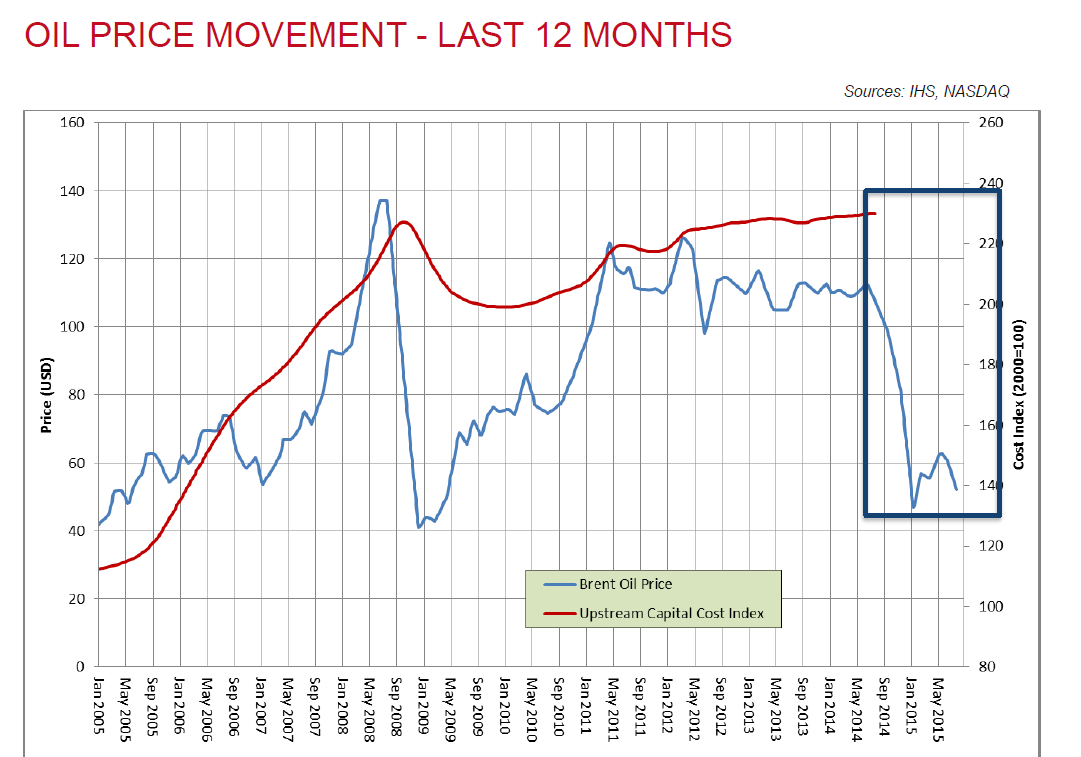 OIL PRICE MOVEMENT - LAST 12 MONTHS
Sources: IHS, NASDAQ
160
140
120
100
80
60
40
20
0
Price (USD)
260
240
220
200
180
160
140
120
100
80
Cost Index (2000=100)
Brent Oil Price
Upstream Capital Cost Index
Jan 2005
May 2005
Sep 2005
Jan 2006
May 2006
Sep 2006
Jan 2007
May 2007
Sep 2007
Jan 2008
May 2008
Sep 2008
Jan 2009
May 2009
Sep 2009
Jan 2010
May 2010
Sep 2010
Jan 2011
May 2011
Sep 2011
Jan 2012
May 2012
Sep 2012
Jan 2013
May 2013
Sep 2013
Jan 2014
May 2014
Sep 2014
Jan 2015
May 2015